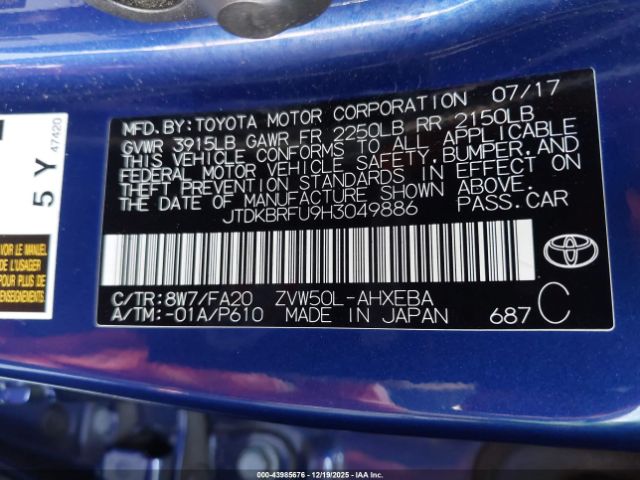 MFD. BY: TOYOTA MOTOR CORPORATION 07/17
GVWR 3915LB GAWR FR 2250LB RR 2150LB
THIS VEHICLE CONFORMS TO ALL APPLICABLE
FEDERAL MOTOR VEHICLE SAFETY, BUMPER, AND
THEFT PREVENTION STANDARDS IN EFFECT ON
THE DATE OF MANUFACTURE SHOWN ABOVE.
JTDKBRFU9H3049886 PASS. CAR
C/TR: 8W7/FA20 ZVW50L-AHXEBA
A/TM: -01A/P610 MADE IN JAPAN 687 C
5 Y 47420
VOIR LE MANUEL
DE L'USAGER
POUR PLUS DE
000-43985676 | 12/19/2025 - IAA.